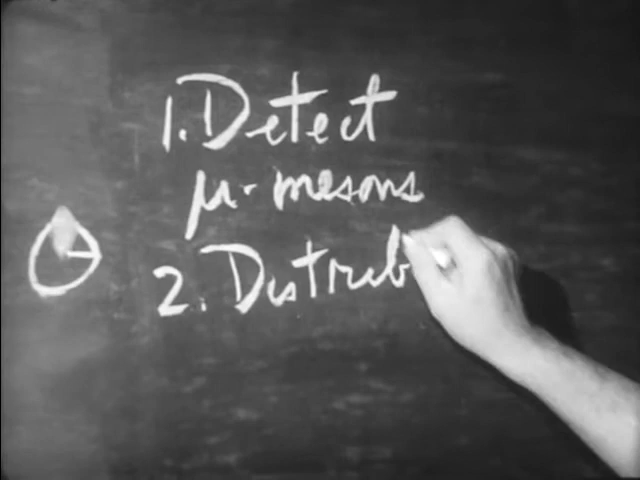 1. Detect
μ-mesons
2. Distrib